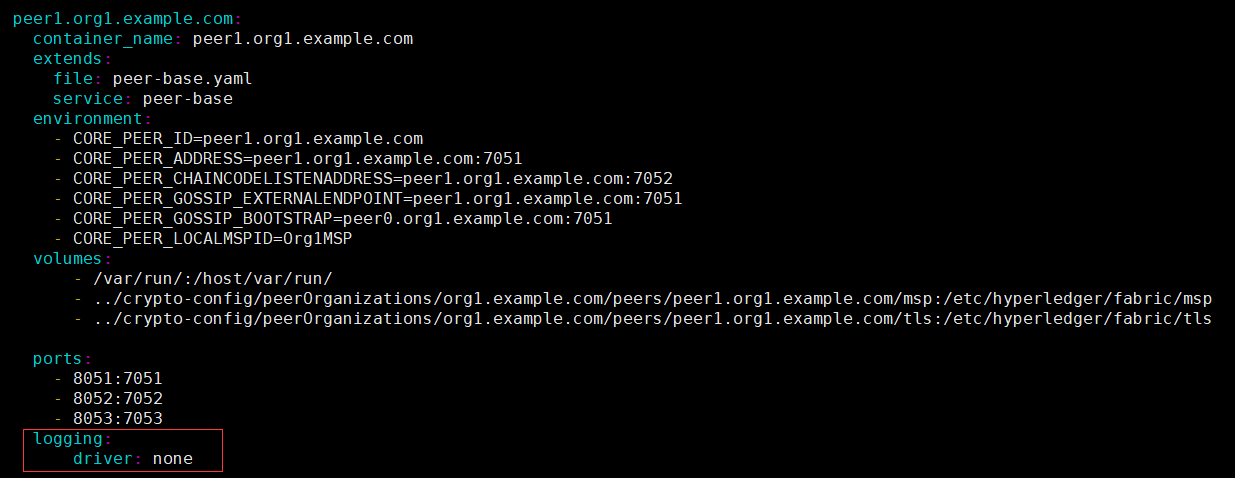 peer1.org1.example.com:
  container_name: peer1.org1.example.com
  extends:
    file: peer-base.yaml
    service: peer-base
  environment:
    - CORE_PEER_ID=peer1.org1.example.com
    - CORE_PEER_ADDRESS=peer1.org1.example.com:7051
    - CORE_PEER_CHAINCODELISTENADDRESS=peer1.org1.example.com:7052
    - CORE_PEER_GOSSIP_EXTERNALENDPOINT=peer1.org1.example.com:7051
    - CORE_PEER_GOSSIP_BOOTSTRAP=peer0.org1.example.com:7051
    - CORE_PEER_LOCALMSPID=Org1MSP
  volumes:
      - /var/run/:/host/var/run/
      - ../crypto-config/peerOrganizations/org1.example.com/peers/peer1.org1.example.com/msp:/etc/hyperledger/fabric/msp
      - ../crypto-config/peerOrganizations/org1.example.com/peers/peer1.org1.example.com/tls:/etc/hyperledger/fabric/tls
  ports:
    - 8051:7051
    - 8052:7052
    - 8053:7053
  logging:
      driver: none